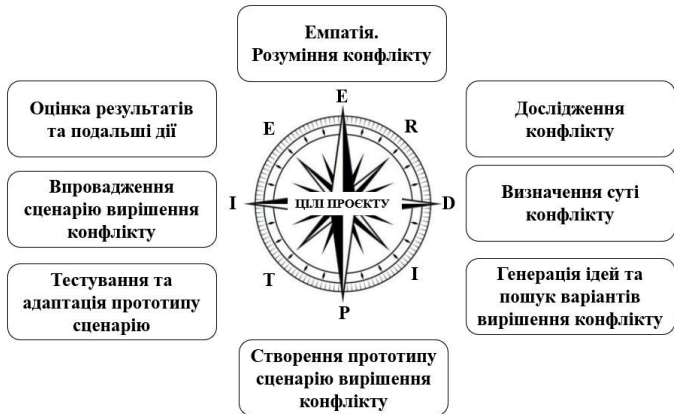 Емпатія.
Розуміння конфлікту
Оцінка результатів
та подальші дії
Дослідження
конфлікту
Впровадження
сценарію вирішення
конфлікту
Визначення суті
конфлікту
Тестування та
адаптація прототипу
сценарію
Генерація ідей та
пошук варіантів
вирішення конфлікту
Створення прототипу
сценарію вирішення
конфлікту
E
E
R
I
ЦІЛІ ПРОЄКТУ
D
T
I
P